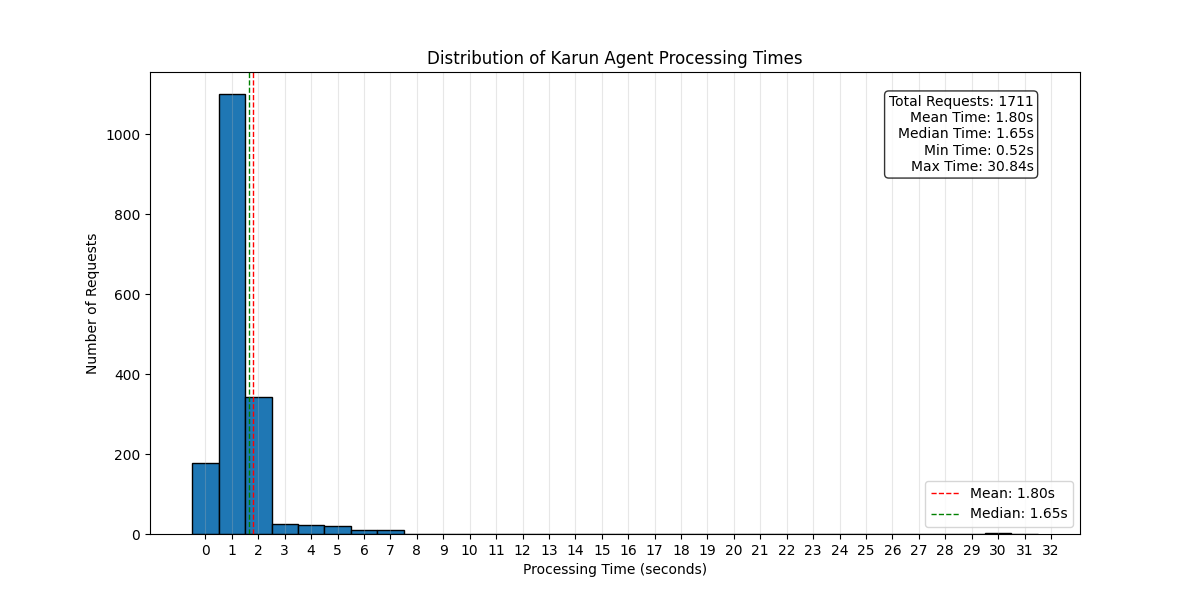 Distribution of Karun Agent Processing Times
Total Requests: 1711
Mean Time: 1.80s
Median Time: 1.65s
Min Time: 0.52s
Max Time: 30.84s
Number of Requests
1000
800
600
400
200
0
Mean: 1.80s
Median: 1.65s
0 1 2 3 4 5 6 7 8 9 10 11 12 13 14 15 16 17 18 19 20 21 22 23 24 25 26 27 28 29 30 31 32
Processing Time (seconds)